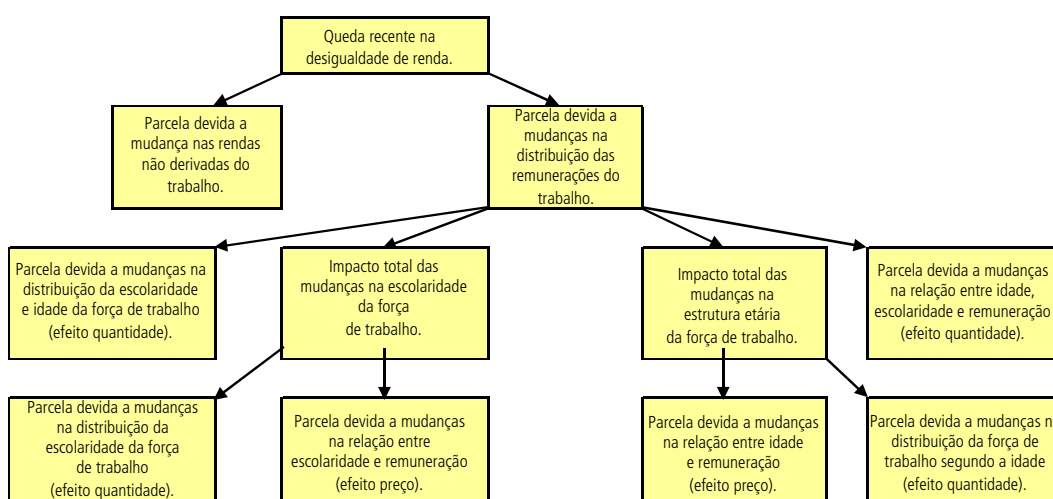 Queda recente na
desigualdade de renda.
Parcela devida a
mudança nas rendas
não derivadas do
trabalho.
Parcela devida a
mudanças na
distribuição das
remunerações do
trabalho.
Parcela devida a mudanças na
distribuição da escolaridade
e idade da força de trabalho
(efeito quantidade).
Impacto total das
mudanças na escolaridade
da força
de trabalho.
Impacto total das
mudanças na
estrutura etária
da força de trabalho.
Parcela devida a mudanças
na relação entre idade,
escolaridade e remuneração
(efeito quantidade).
Parcela devida a mudanças
na distribuição da
escolaridade da força
de trabalho
(efeito quantidade).
Parcela devida a mudanças
na relação entre
escolaridade e remuneração
(efeito preço).
Parcela devida a mudanças
na relação entre idade
e remuneração
(efeito preço).
Parcela devida a mudanças n
distribuição da força de
trabalho segundo a idade
(efeito quantidade).